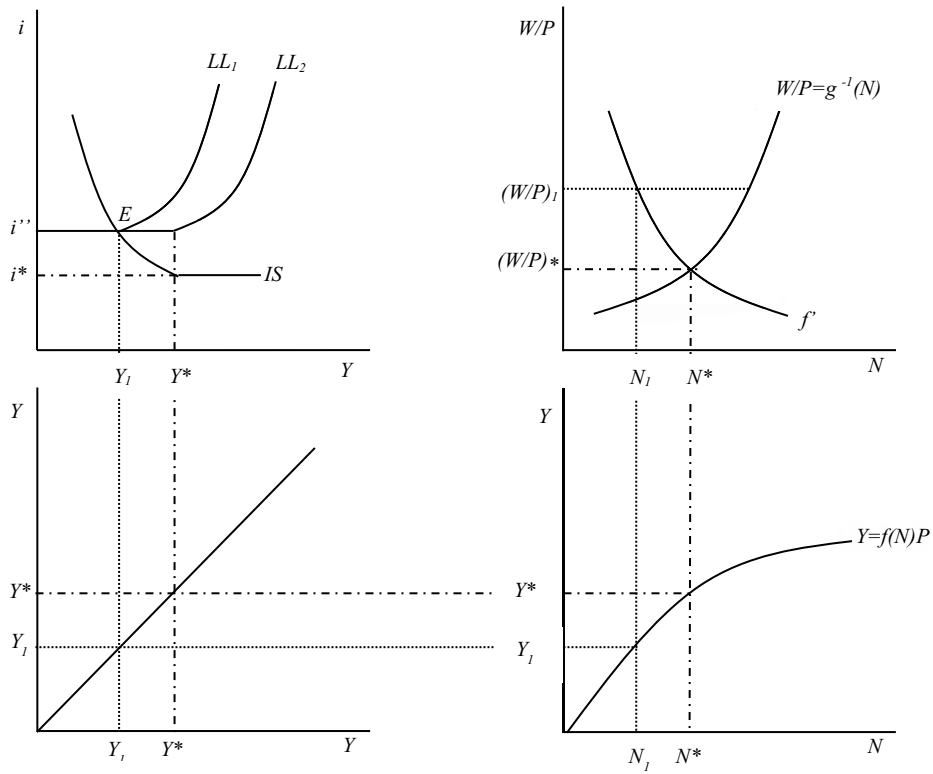 i
LL₁
LL₂
E
i’’
i*
IS
Y₁
Y*
Y
W/P
W/P=g ⁻¹(N)
(W/P)₁
(W/P)*
f’
N₁
N*
N
Y
Y*
Y₁
Y₁
Y*
Y
Y
Y=f(N)P
Y*
Y₁
N₁
N*
N